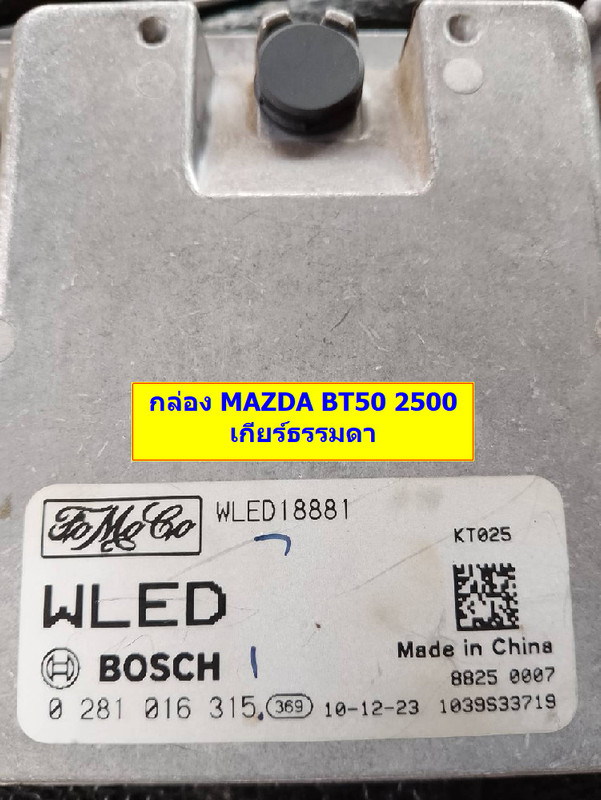 กล่อง MAZDA BT50 2500
เกียร์ธรรมดา
FoMoCo WLED18881
KT025
WLED
Made in China
BOSCH
8825 0007
0 281 016 315 369 10-12-23 1039S33719